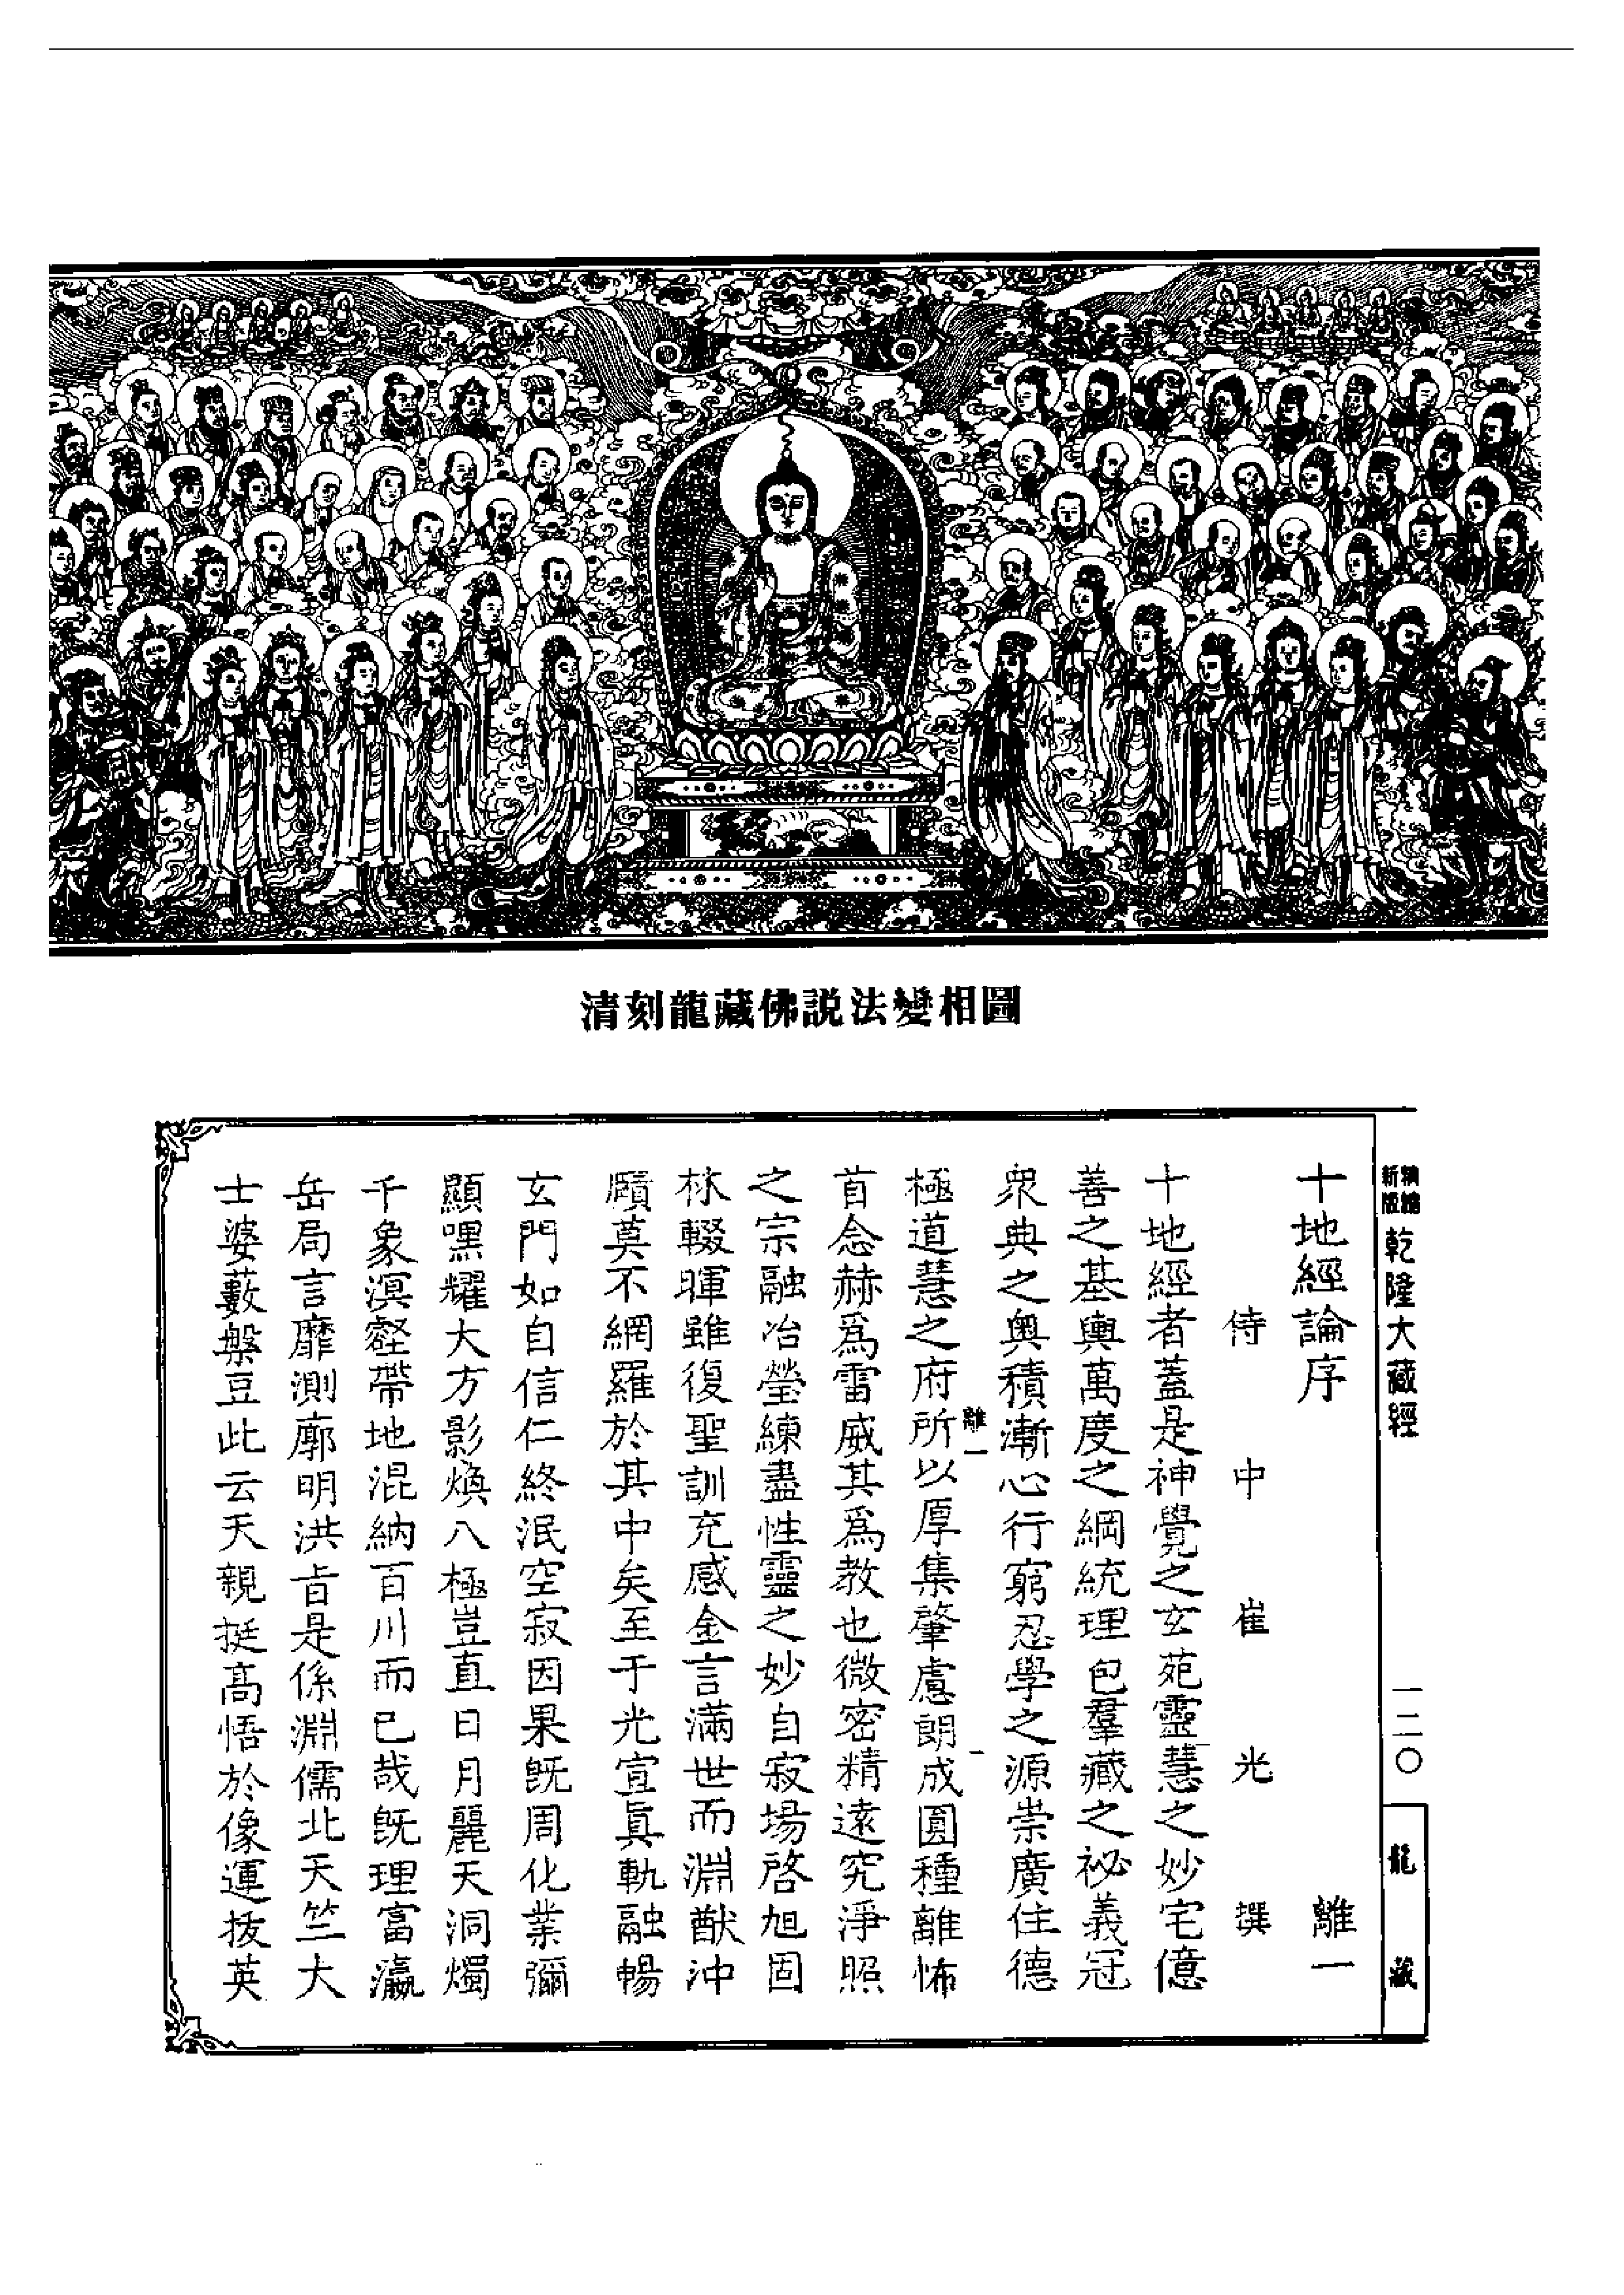 清刻龍藏佛説法變相圖
新版
精縮
乾隆大藏經
一二〇
龍藏
十地經論序 離一
侍中崔光撰
十地經者蓋是神覺之玄苑靈慧之妙宅億
善之基輿萬度之綱統理包羣藏之祕義冠
衆典之奧積漸心行窮忍學之源崇廣住德
離一 一
極道慧之府所以厚集肇慮朗成圓種離怖
首念赫爲雷威其爲教也微密精遠究淨照
之宗融冶瑩練盡性靈之妙自寂場啓旭固
林輟暉雖復聖訓充感金言滿世而淵猷沖
賾莫不網羅於其中矣至于光宣眞軌融暢
玄門如自信仁終泯空寂因果既周化業彌
顯嘿耀大方影煥八極豈直日月麗天洞燭
千象溟壑帶地混納百川而已哉既理富瀛
岳局言靡測廓明洪旨是係淵儒北天竺大
士婆藪槃豆此云天親挺高悟於像運拔英